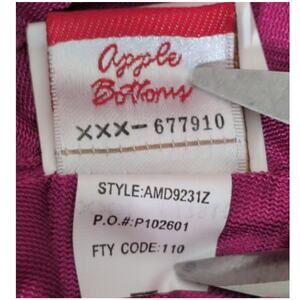 Apple
Bottoms
XXX-677910
STYLE:AMD9231Z
P.O.#:P102601
FTY CODE:110